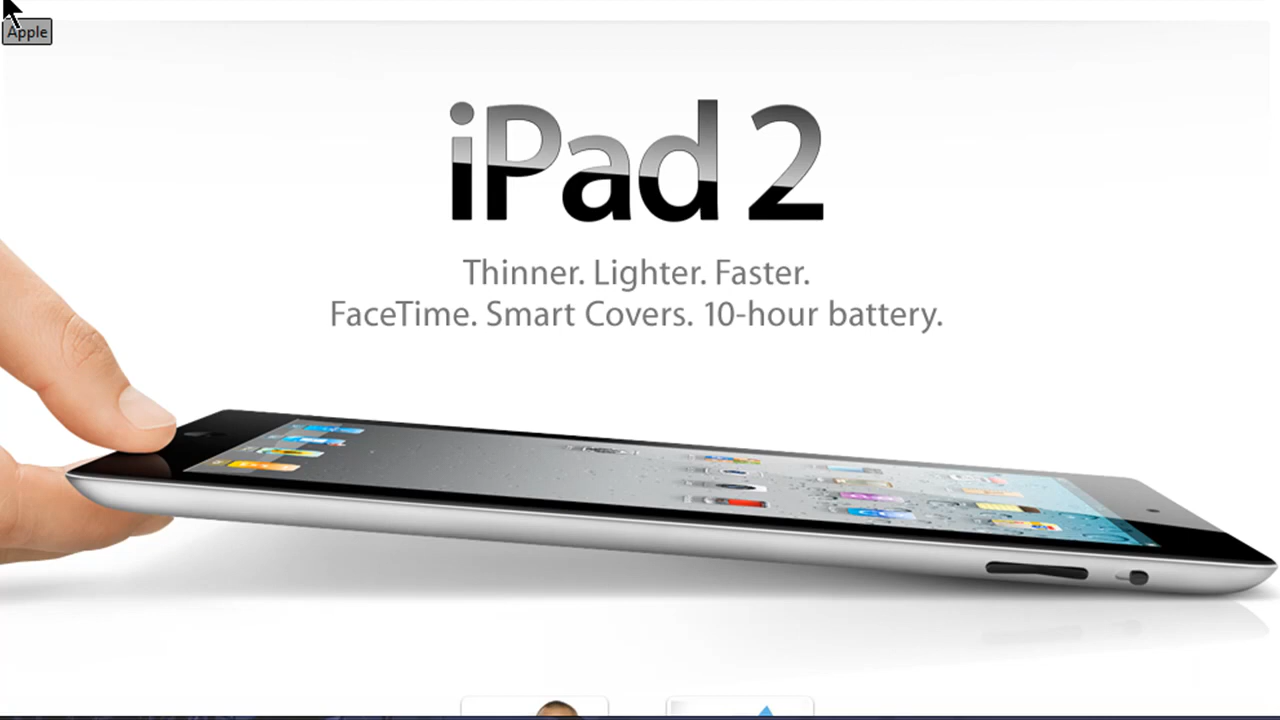 Apple
iPad 2
Thinner. Lighter. Faster.
FaceTime. Smart Covers. 10-hour battery.